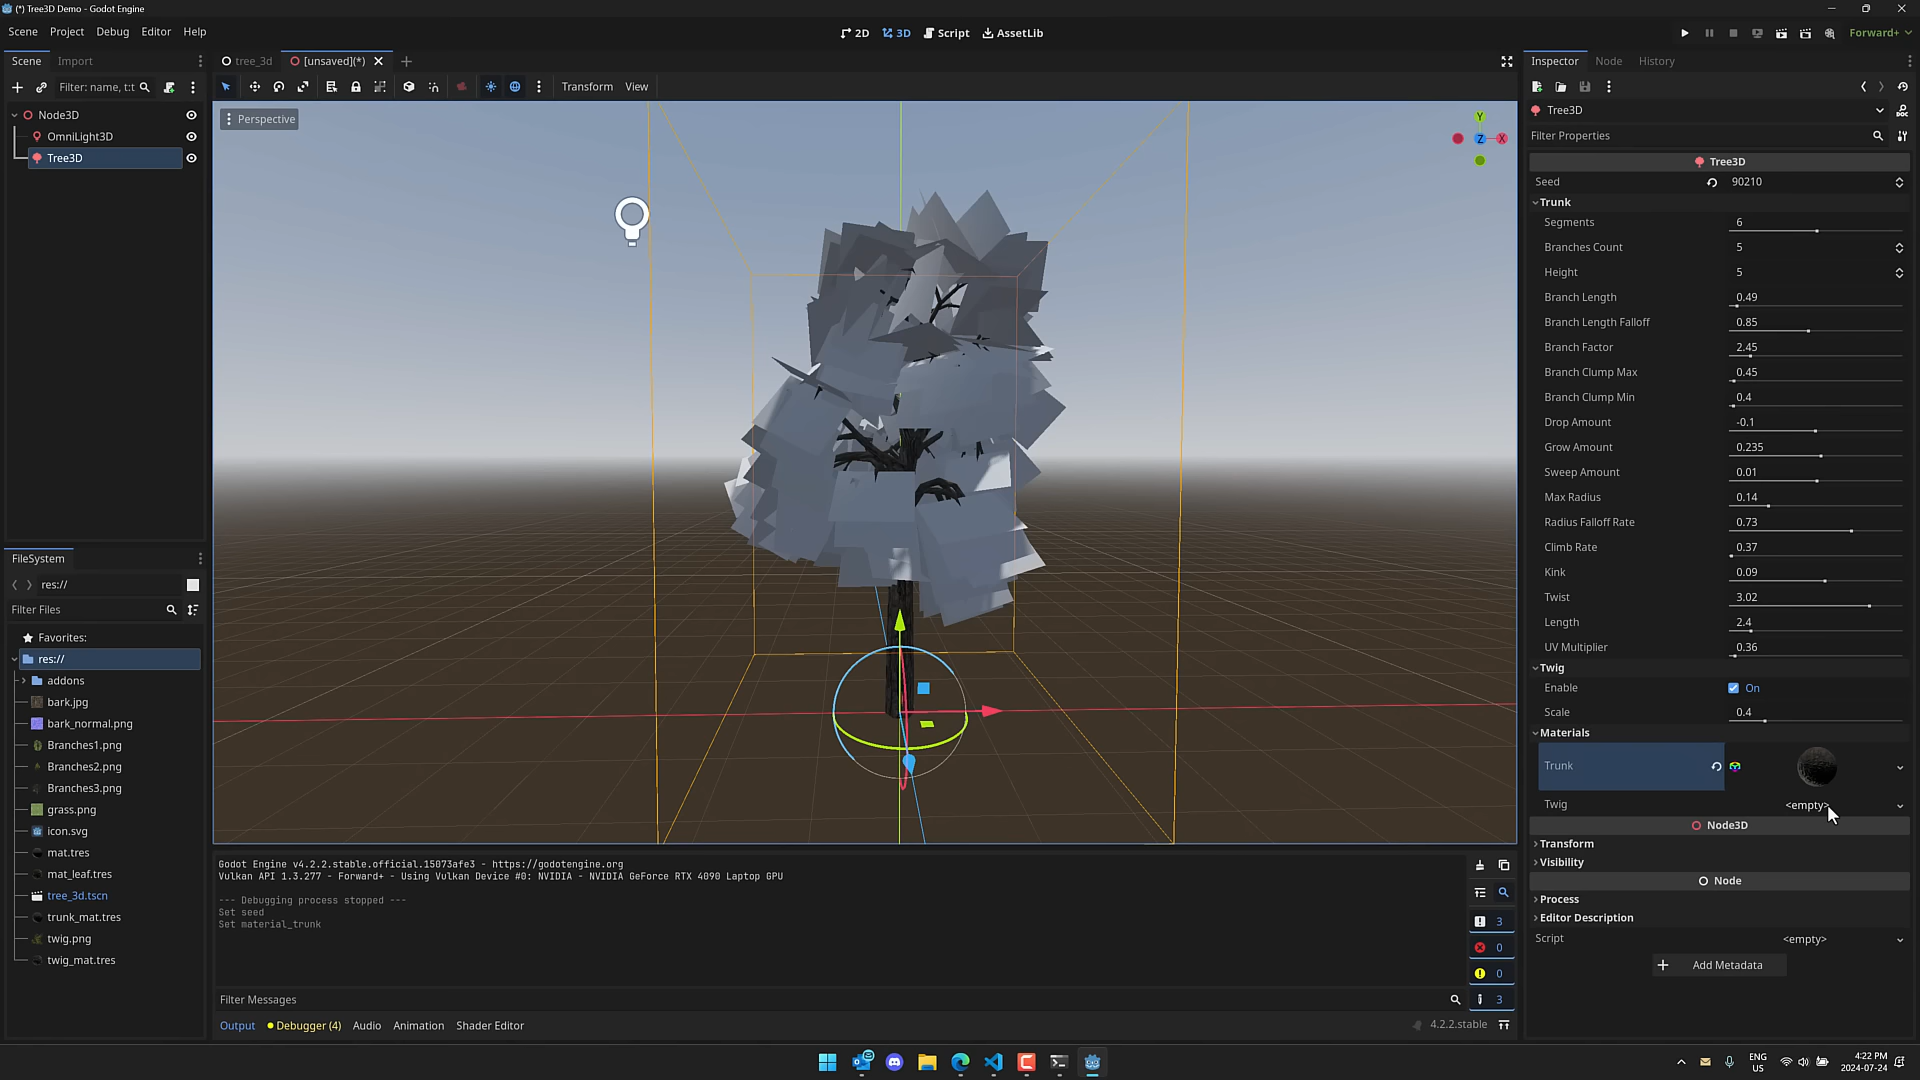 (*) Tree3D Demo - Godot Engine
Scene Project Debug Editor Help
2D 3D Script AssetLib
Forward+
Scene Import
tree_3d [unsaved](*)
Inspector Node History
Filter: name, t:t
Transform View
Node3D
OmniLight3D
Tree3D
Perspective
Y
Z X
Tree3D
Filter Properties
Tree3D
Seed 90210
Trunk
Segments 6
Branches Count 5
Height 5
Branch Length 0.49
Branch Length Falloff 0.85
Branch Factor 2.45
Branch Clump Max 0.45
Branch Clump Min 0.4
Drop Amount -0.1
Grow Amount 0.235
Sweep Amount 0.01
Max Radius 0.14
Radius Falloff Rate 0.73
Climb Rate 0.37
Kink 0.09
Twist 3.02
Length 2.4
UV Multiplier 0.36
Twig
Enable On
Scale 0.4
Materials
Trunk
Twig <empty>
Node3D
Transform
Visibility
Node
Process
Editor Description
Script <empty>
Add Metadata
FileSystem
res://
Filter Files
Favorites:
res://
addons
bark.jpg
bark_normal.png
Branches1.png
Branches2.png
Branches3.png
grass.png
icon.svg
mat.tres
mat_leaf.tres
tree_3d.tscn
trunk_mat.tres
twig.png
twig_mat.tres
Godot Engine v4.2.2.stable.official.15073afe3 - https://godotengine.org
Vulkan API 1.3.277 - Forward+ - Using Vulkan Device #0: NVIDIA - NVIDIA GeForce RTX 4090 Laptop GPU
--- Debugging process stopped ---
Set seed
Set material_trunk
3
0
0
3
Filter Messages
Output Debugger (4) Audio Animation Shader Editor
4.2.2.stable
ENG
US
4:22 PM
2024-07-24